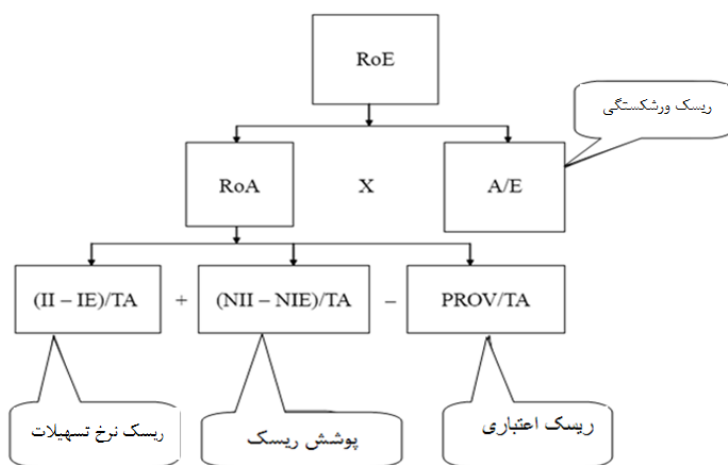 RoE
ریسک ورشکستگی
RoA X A/E
(II – IE)/TA + (NII – NIE)/TA – PROV/TA
ریسک نرخ تسهیلات
پوشش ریسک
ریسک اعتباری